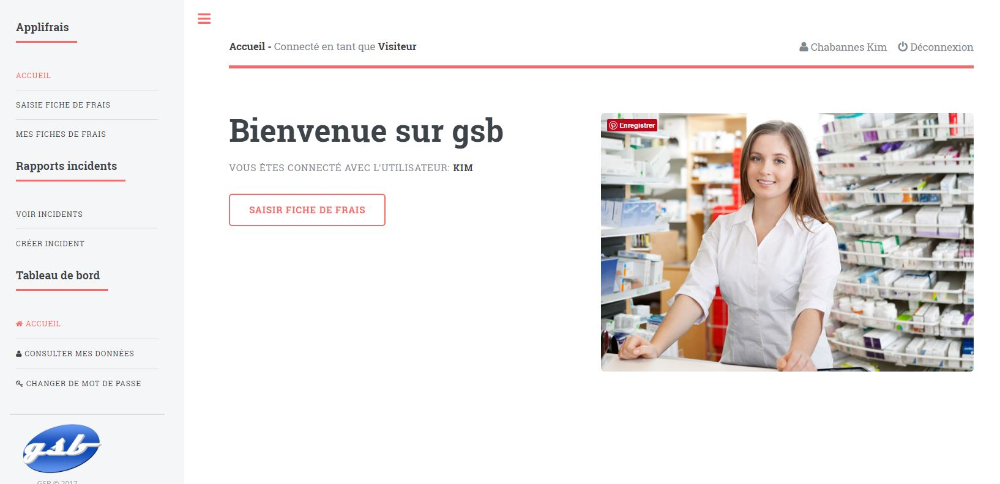 Applifrais
ACCUEIL
SAISIE FICHE DE FRAIS
MES FICHES DE FRAIS
Rapports incidents
VOIR INCIDENTS
CRÉER INCIDENT
Tableau de bord
ACCUEIL
CONSULTER MES DONNÉES
CHANGER DE MOT DE PASSE
gsb
GSB © 2017
Accueil - Connecté en tant que Visiteur
Chabannes Kim Déconnexion
Bienvenue sur gsb
VOUS ÊTES CONNECTÉ AVEC L'UTILISATEUR: KIM
SAISIR FICHE DE FRAIS
Enregistrer